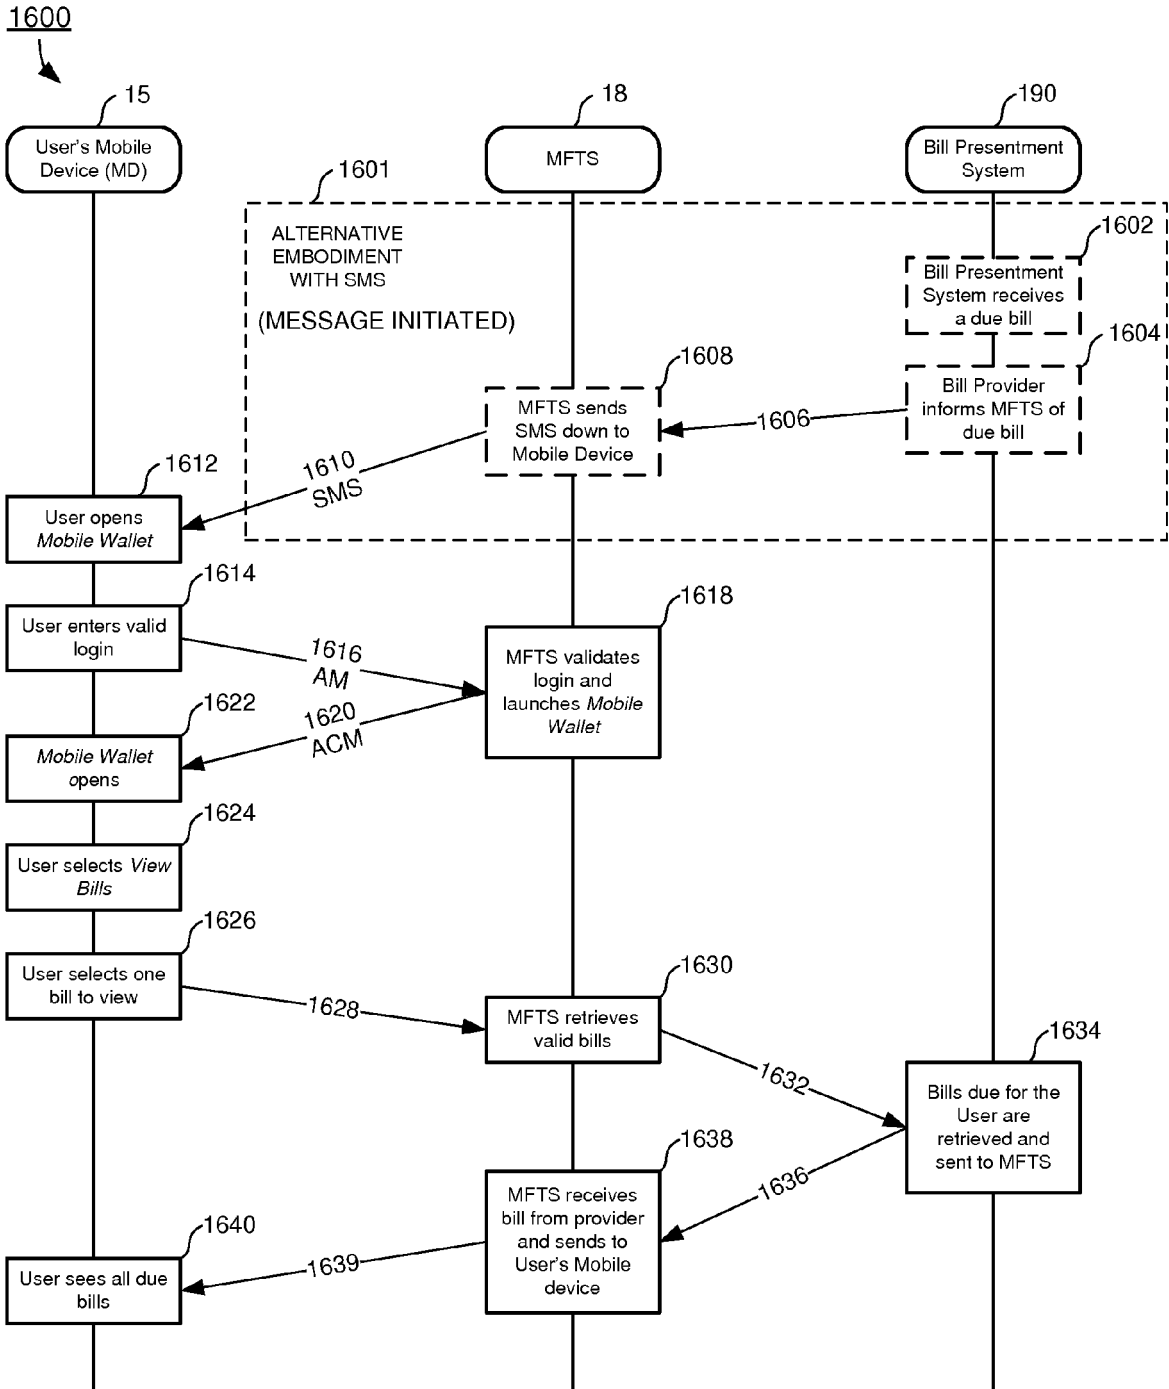 1600
15
18
190
User's Mobile
Device (MD)
MFTS
Bill Presentment
System
1601
ALTERNATIVE
EMBODIMENT
WITH SMS
(MESSAGE INITIATED)
1602
Bill Presentment
System receives
a due bill
1604
Bill Provider
informs MFTS of
due bill
1606
1608
MFTS sends
SMS down to
Mobile Device
1610
SMS
1612
User opens
Mobile Wallet
1614
User enters valid
login
1616
AM
1618
MFTS validates
login and
launches Mobile
Wallet
1620
ACM
1622
Mobile Wallet
opens
1624
User selects View
Bills
1626
User selects one
bill to view
1628
1630
MFTS retrieves
valid bills
1632
1634
Bills due for the
User are
retrieved and
sent to MFTS
1636
1638
MFTS receives
bill from provider
and sends to
User's Mobile
device
1639
1640
User sees all due
bills